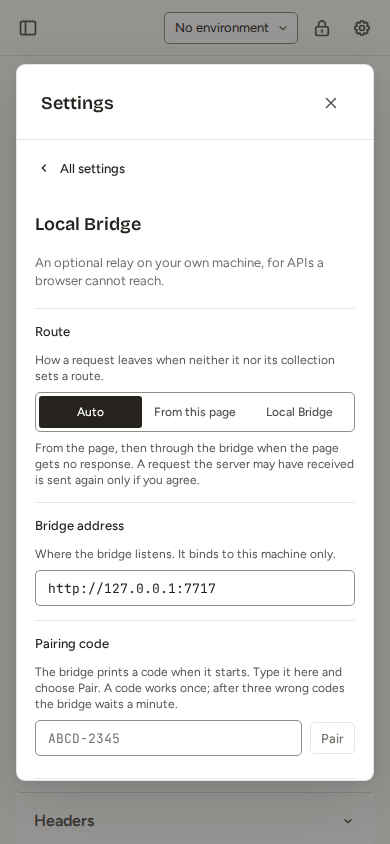 No environment
Settings
All settings
Local Bridge
An optional relay on your own machine, for APIs a
browser cannot reach.
Route
How a request leaves when neither it nor its collection
sets a route.
Auto
From this page
Local Bridge
From the page, then through the bridge when the page
gets no response. A request the server may have received
is sent again only if you agree.
Bridge address
Where the bridge listens. It binds to this machine only.
http://127.0.0.1:7717
Pairing code
The bridge prints a code when it starts. Type it here and
choose Pair. A code works once; after three wrong codes
the bridge waits a minute.
ABCD-2345
Pair
Headers